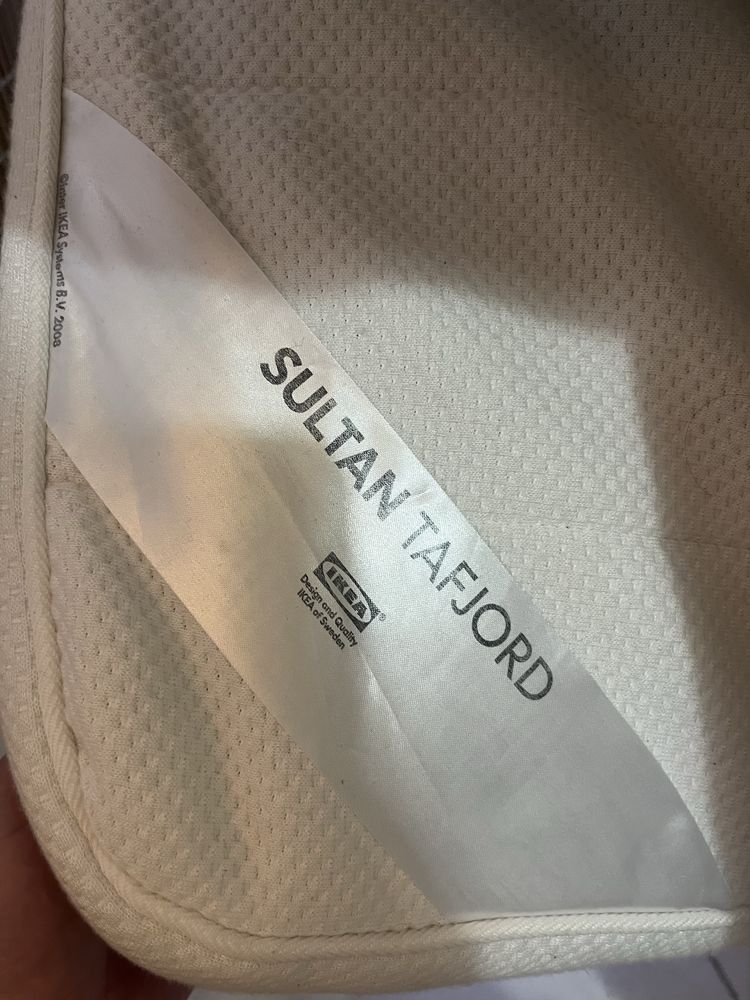 ©Inter IKEA Systems B.V. 2008
SULTAN TAFJORD
IKEA®
Design and Quality
IKEA of Sweden